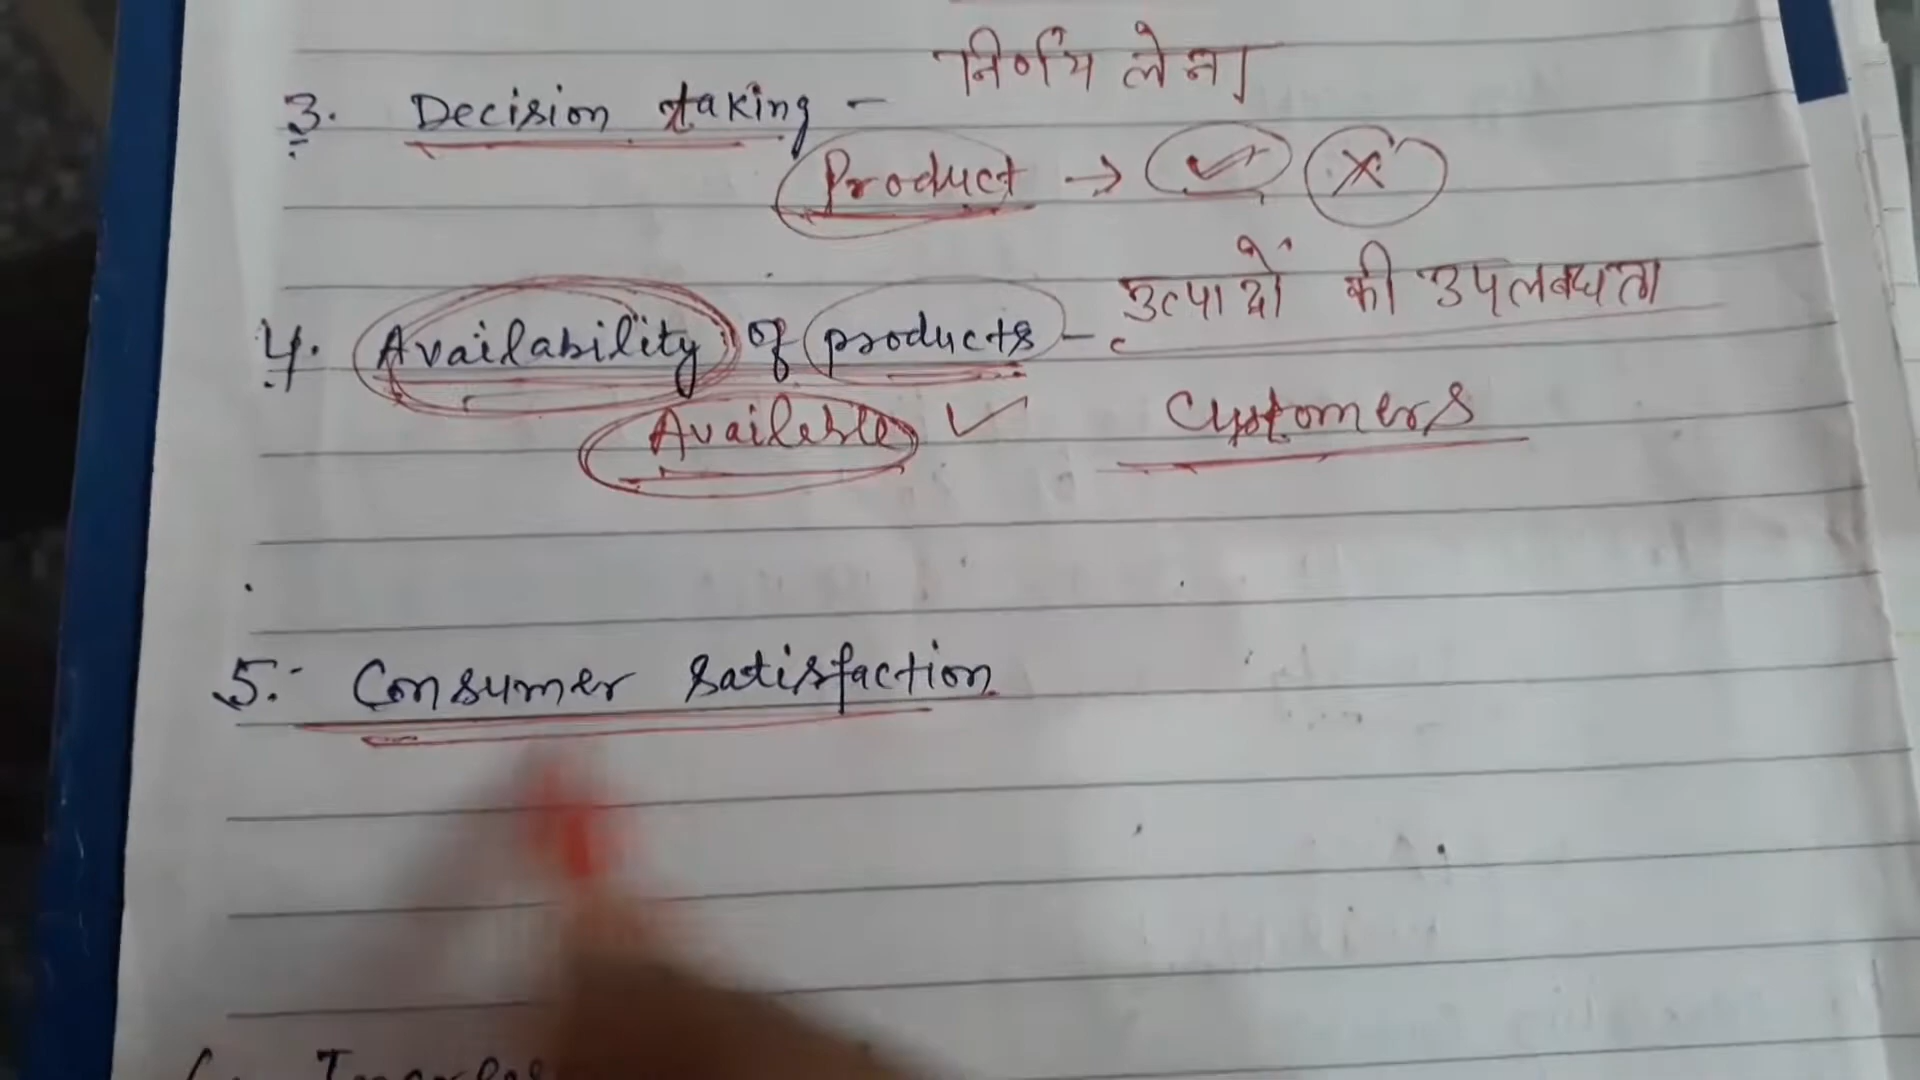 निर्णय लेना
3. Decision taking -
Product → ✓ X
4. Availability of products - उत्पादों की उपलब्धता
Available ✓ Customers
5. Consumer satisfaction